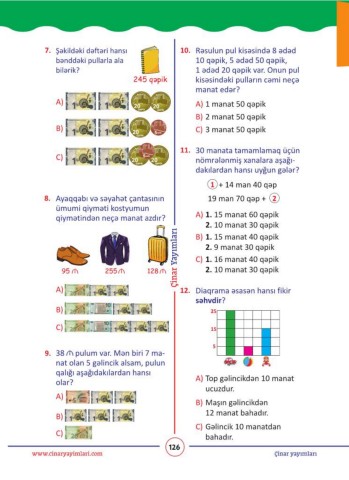 7. Şəkildəki dəftəri hansı
bənddəki pullarla ala
bilərik?
245 qəpik
A)
B)
C)
8. Ayaqqabı və səyahət çantasının
ümumi qiyməti kostyumun
qiymətindən neçə manat azdır?
95 ₼
255 ₼
128 ₼
A)
B)
C)
9. 38 ₼ pulum var. Mən biri 7 ma-
nat olan 5 gəlincik alsam, pulun
qalığı aşağıdakılardan hansı
olar?
A)
B)
C)
Çinar Yayımları
10. Rəsulun pul kisəsində 8 ədəd
10 qəpik, 5 ədəd 50 qəpik,
1 ədəd 20 qəpik var. Onun pul
kisəsindəki pulların cəmi neçə
manat edər?
A) 1 manat 50 qəpik
B) 2 manat 50 qəpik
C) 3 manat 50 qəpik
11. 30 manata tamamlamaq üçün
nömrələnmiş xanalara aşağı-
dakılardan hansı uyğun gələr?
1 + 14 man 40 qəp
19 man 70 qəp + 2
A) 1. 15 manat 60 qəpik
2. 10 manat 30 qəpik
B) 1. 15 manat 40 qəpik
2. 9 manat 30 qəpik
C) 1. 16 manat 40 qəpik
2. 10 manat 30 qəpik
12. Diaqrama əsasən hansı fikir
səhvdir?
A) Top gəlincikdən 10 manat
ucuzdur.
B) Maşın gəlincikdən
12 manat bahadır.
C) Gəlincik 10 manatdan
bahadır.
www.cinaryayimlari.com
126
Çinar yayımları